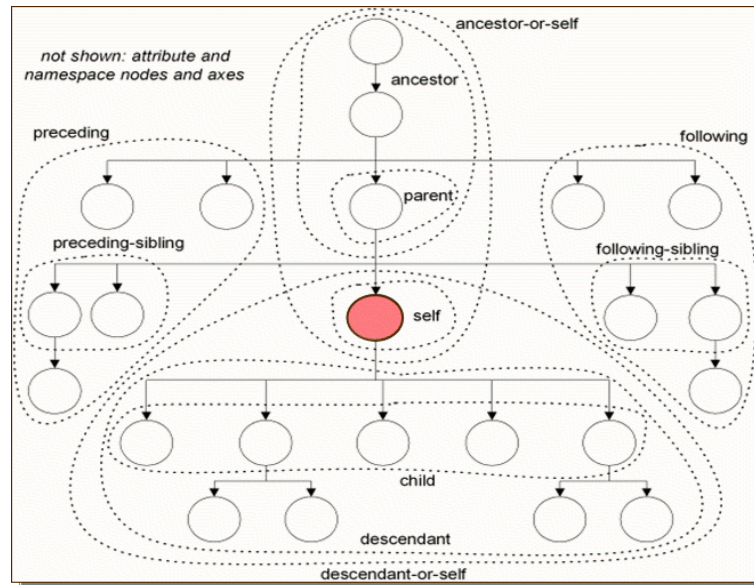 ancestor-or-self
not shown: attribute and
namespace nodes and axes
ancestor
preceding
following
parent
preceding-sibling
following-sibling
self
child
descendant
descendant-or-self